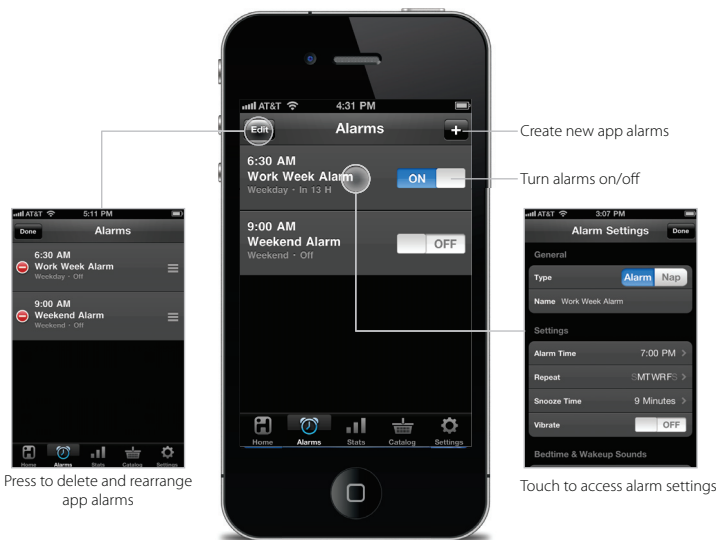 AT&T 4:31 PM
Edit Alarms +
6:30 AM
Work Week Alarm
Weekday - In 13 H
ON
9:00 AM
Weekend Alarm
Weekend - Off
OFF
Home Alarms Stats Catalog Settings
Create new app alarms
Turn alarms on/off
AT&T 5:11 PM
Done Alarms
6:30 AM
Work Week Alarm
Weekday - Off
9:00 AM
Weekend Alarm
Weekend - Off
Home Alarms Stats Catalog Settings
Press to delete and rearrange
app alarms
AT&T 3:07 PM
Alarm Settings Done
General
Type Alarm Nap
Name Work Week Alarm
Settings
Alarm Time 7:00 PM >
Repeat SMTWRFS >
Snooze Time 9 Minutes >
Vibrate OFF
Bedtime & Wakeup Sounds
Touch to access alarm settings